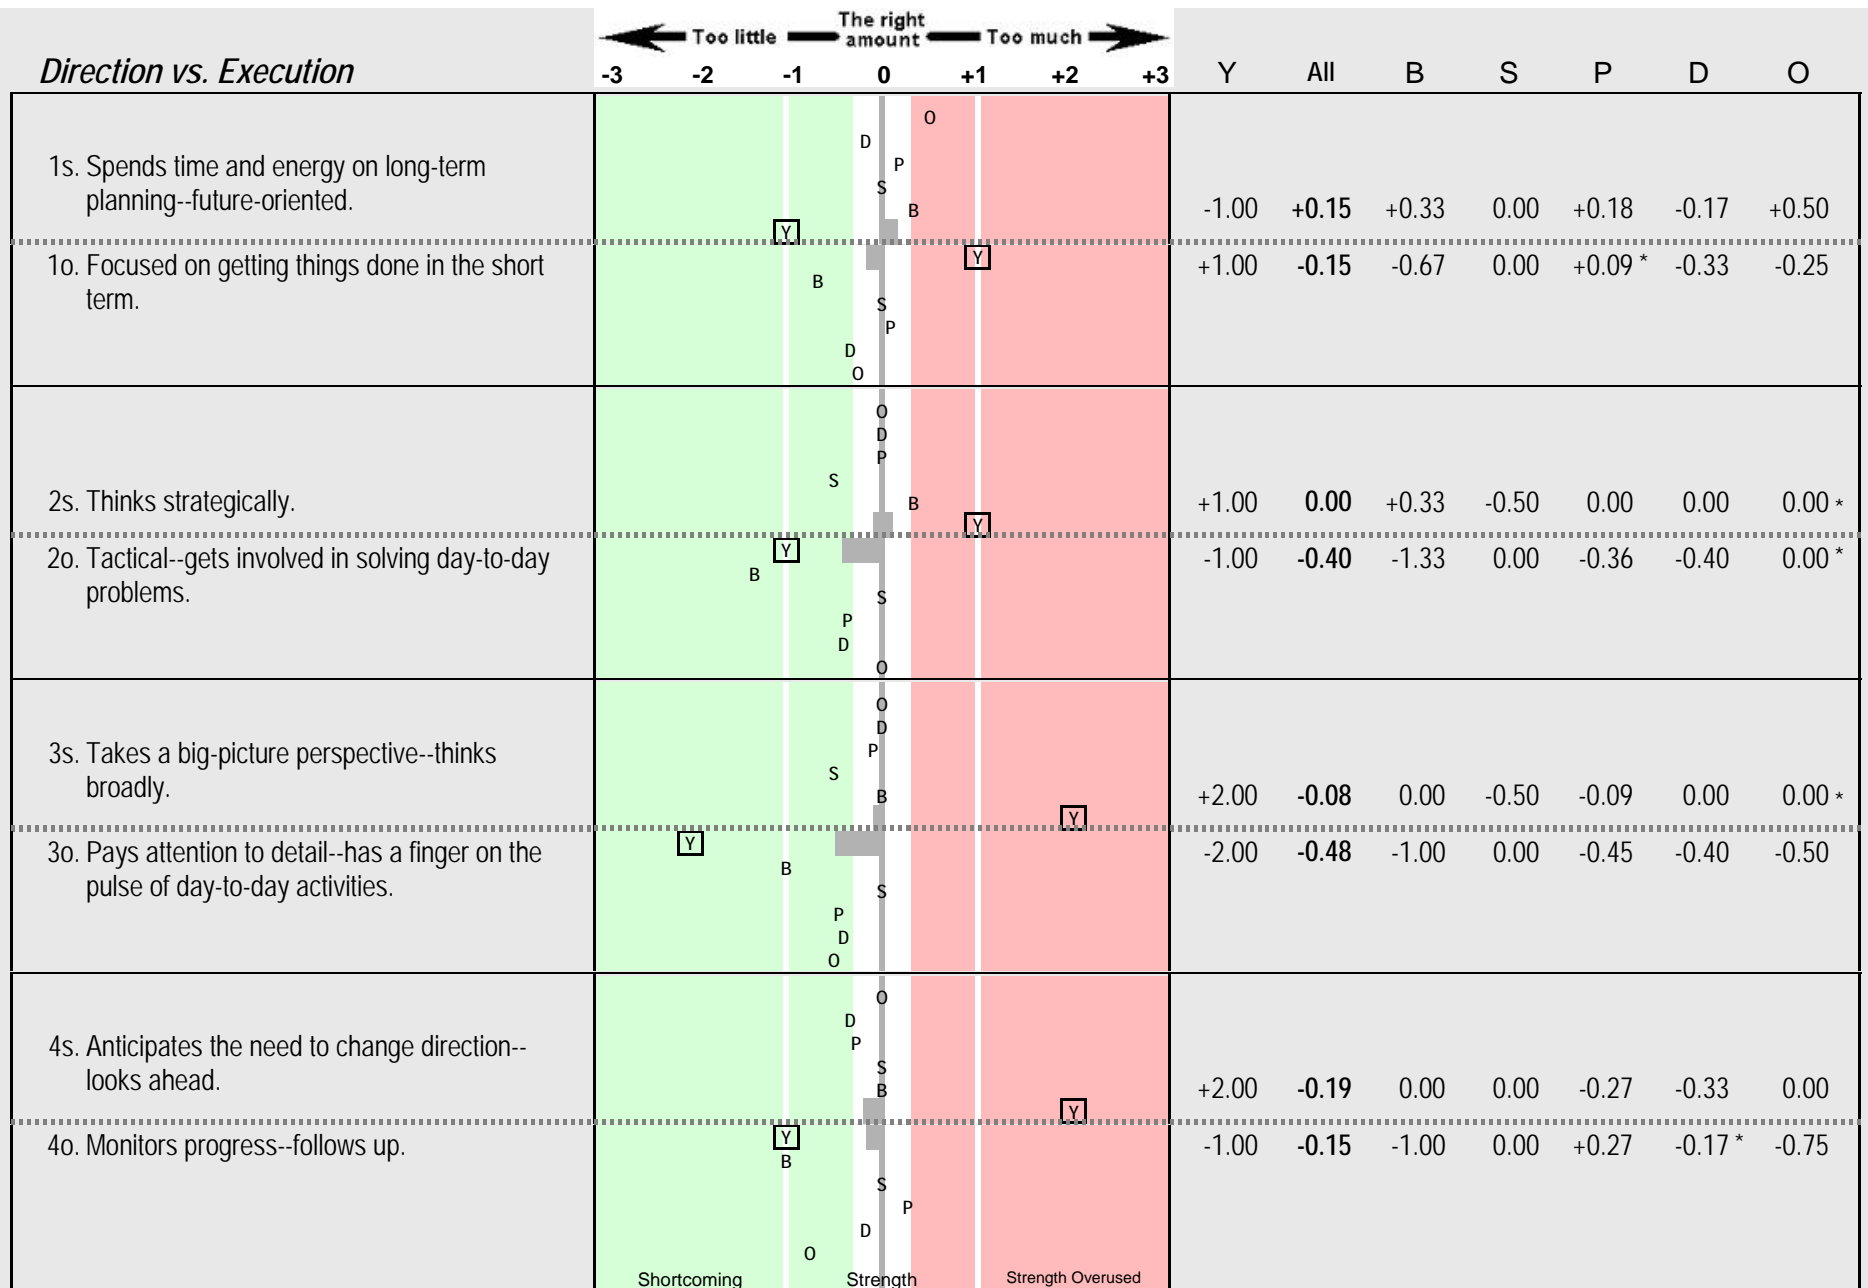 The right
Too little amount Too much
Direction vs. Execution -3 -2 -1 0 +1 +2 +3 Y All B S P D O
O
D
1s. Spends time and energy on long-term P
planning--future-oriented. S
B -1.00 +0.15 +0.33 0.00 +0.18 -0.17 +0.50
Y
1o. Focused on getting things done in the short Y +1.00 -0.15 -0.67 0.00 +0.09 * -0.33 -0.25
term. B
S
P
D
O
O
D
P
S
2s. Thinks strategically. B +1.00 0.00 +0.33 -0.50 0.00 0.00 0.00 *
Y
2o. Tactical--gets involved in solving day-to-day Y -1.00 -0.40 -1.33 0.00 -0.36 -0.40 0.00 *
problems. B
S
P
D
O
O
D
3s. Takes a big-picture perspective--thinks P
broadly. S
B +2.00 -0.08 0.00 -0.50 -0.09 0.00 0.00 *
Y
3o. Pays attention to detail--has a finger on the Y -2.00 -0.48 -1.00 0.00 -0.45 -0.40 -0.50
pulse of day-to-day activities. B
S
P
D
O
O
D
4s. Anticipates the need to change direction-- P
looks ahead. S
B +2.00 -0.19 0.00 0.00 -0.27 -0.33 0.00
Y
4o. Monitors progress--follows up. Y -1.00 -0.15 -1.00 0.00 +0.27 -0.17 * -0.75
B
S
P
D
O
Shortcoming Strength Strength Overused